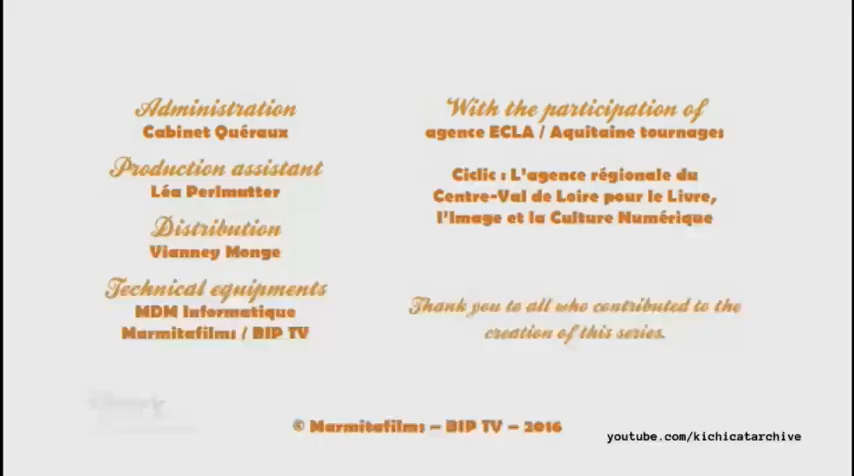 Administration
Cabinet Quéraux
Production assistant
Léa Perlmutter
Distribution
Vianney Monge
Technical equipments
MDM Informatique
Marmitafilms / BIP TV
With the participation of
agence ECLA / Aquitaine tournages
Ciclic : L'agence régionale du
Centre-Val de Loire pour le Livre,
l'Image et la Culture Numérique
Thank you to all who contributed to the
creation of this series.
© Marmitafilms – BIP TV – 2016
youtube.com/kichicatarchive